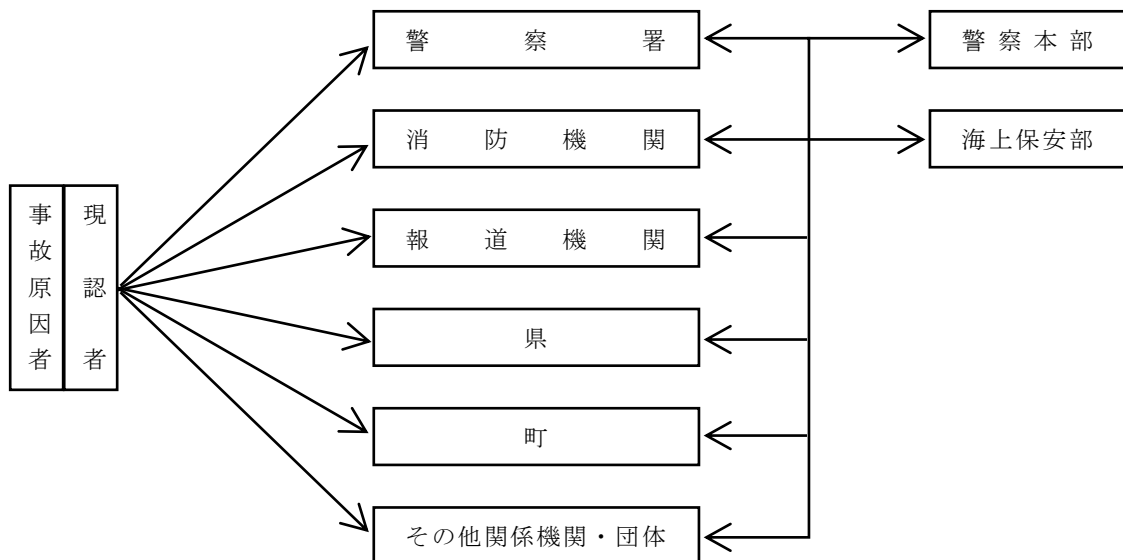 警察署
警察本部
消防機関
海上保安部
事故原因者
現認者
報道機関
県
町
その他関係機関・団体